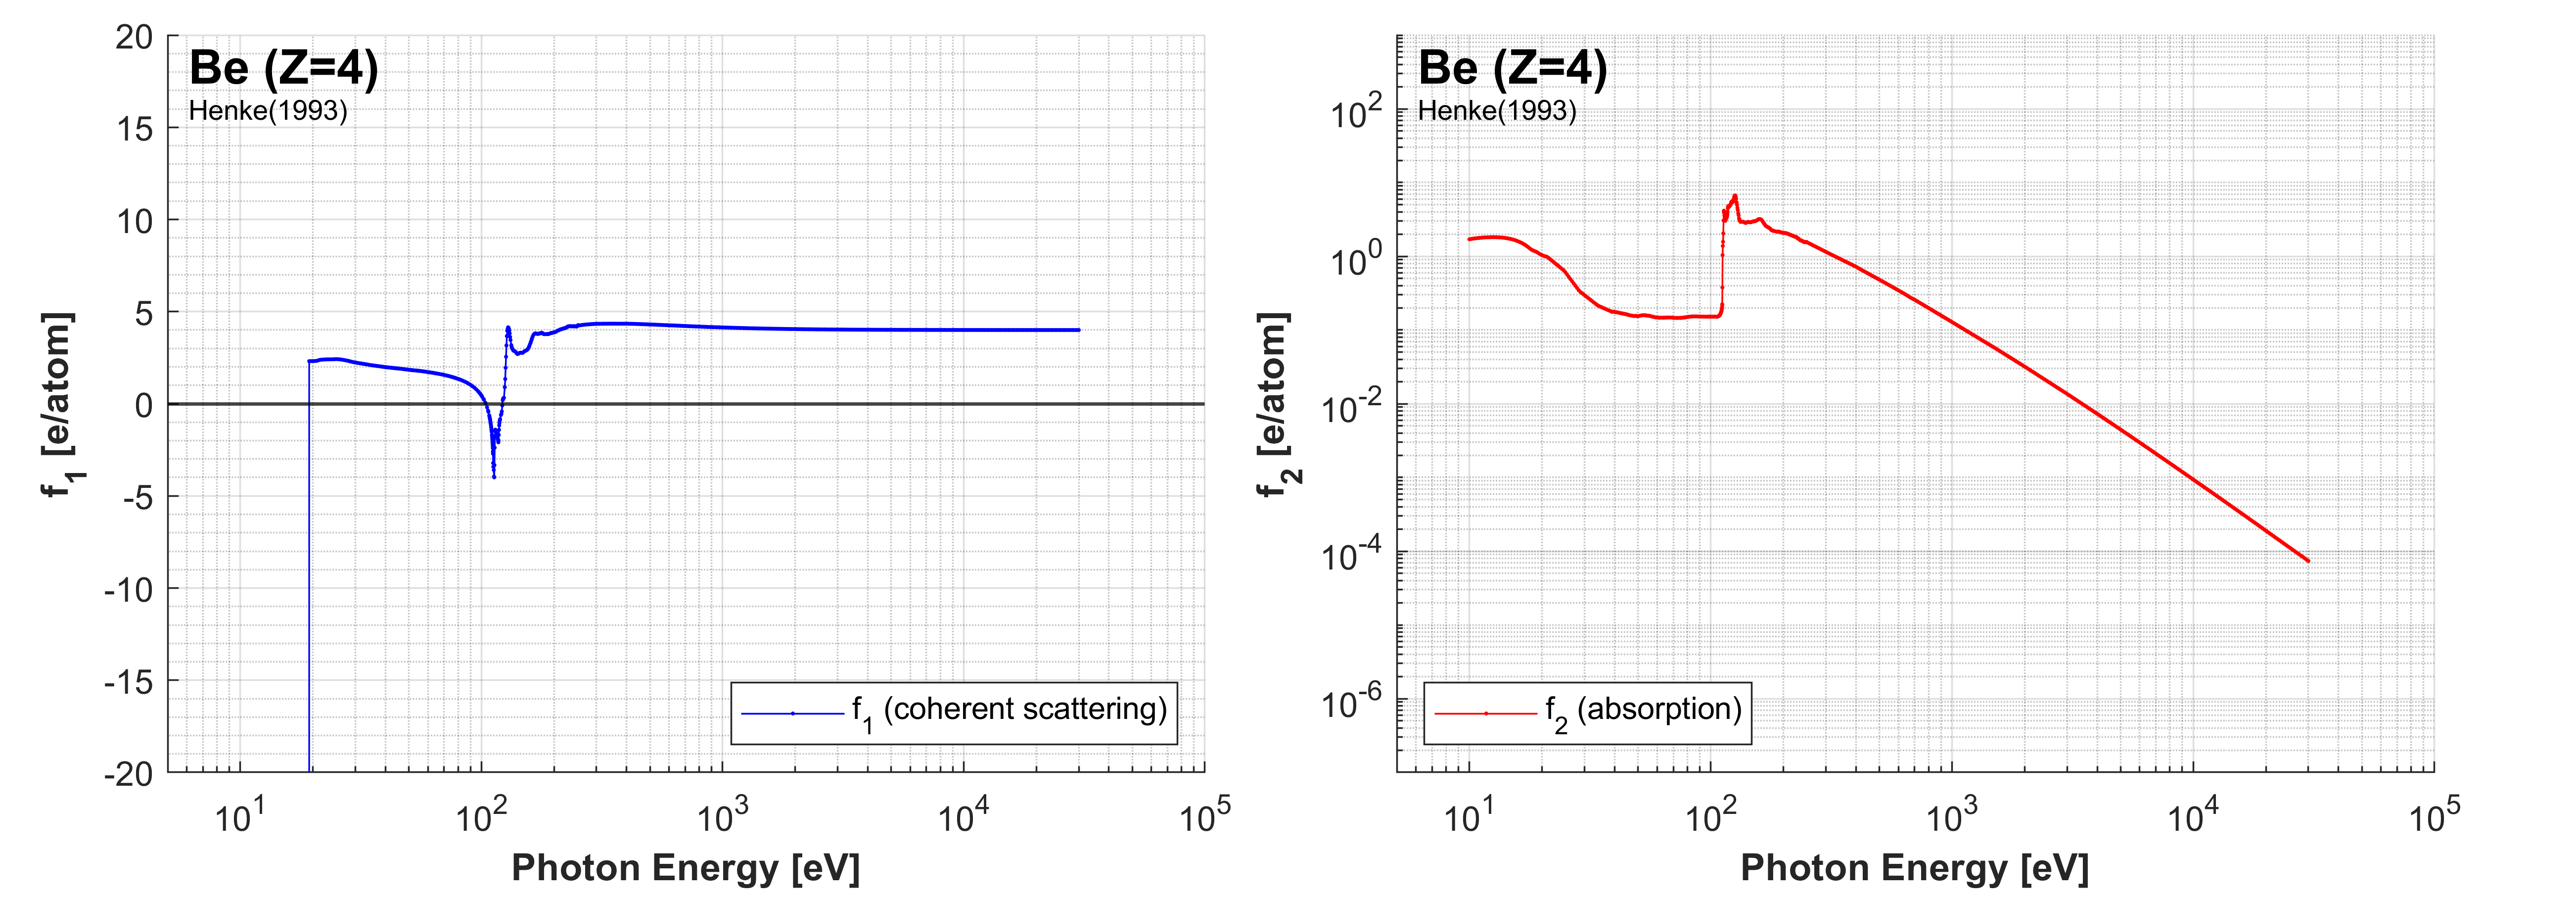 Be (Z=4)
Henke(1993)
20
15
10
5
0
-5
-10
-15
-20
f1 [e/atom]
f1 (coherent scattering)
10^1
10^2
10^3
10^4
10^5
Photon Energy [eV]
Be (Z=4)
Henke(1993)
10^2
10^0
10^-2
10^-4
10^-6
f2 [e/atom]
f2 (absorption)
10^1
10^2
10^3
10^4
10^5
Photon Energy [eV]